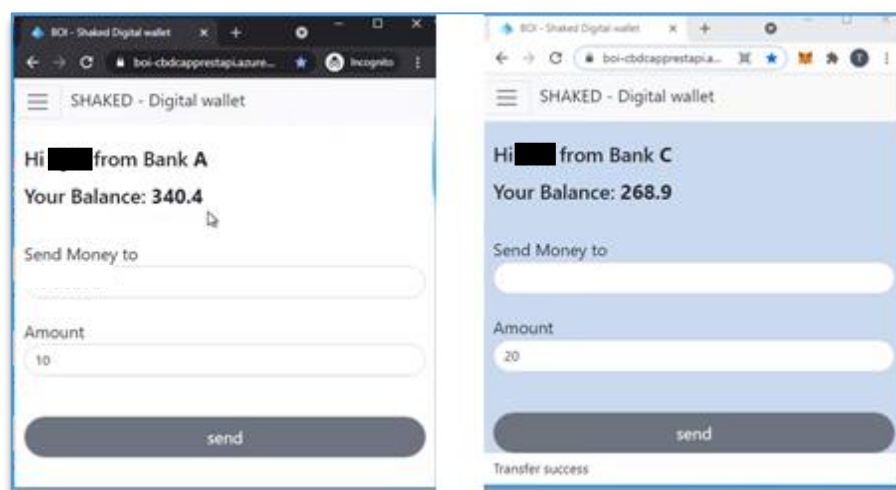 BOI - Shaked Digital wallet
boi-cbdcapprestapi.azure...
Incognito
SHAKED - Digital wallet
Hi from Bank A
Your Balance: 340.4
Send Money to
Amount
10
send
BOI - Shaked Digital wallet
boi-cbdcapprestapi.a...
SHAKED - Digital wallet
Hi from Bank C
Your Balance: 268.9
Send Money to
Amount
20
send
Transfer success